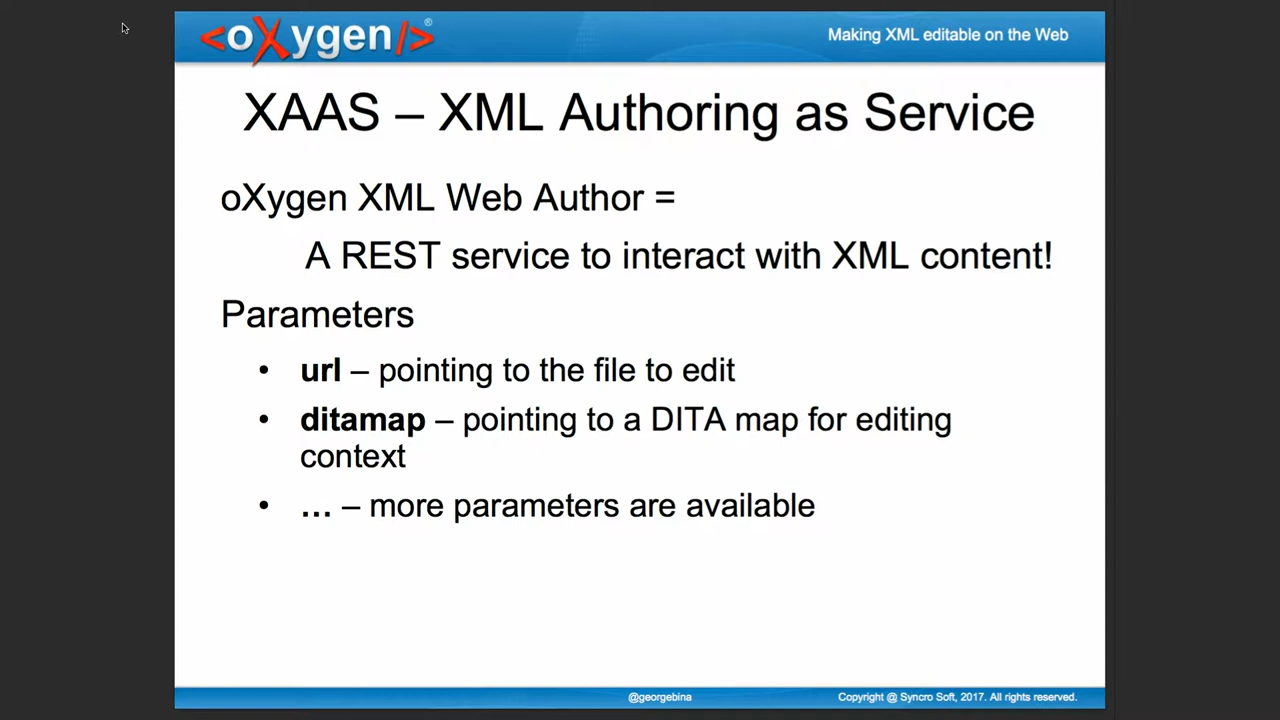 <oXygen/>®
Making XML editable on the Web
XAAS – XML Authoring as Service
oXygen XML Web Author =
A REST service to interact with XML content!
Parameters
• url – pointing to the file to edit
• ditamap – pointing to a DITA map for editing
context
• ... – more parameters are available
@georgebina
Copyright @ Syncro Soft, 2017. All rights reserved.